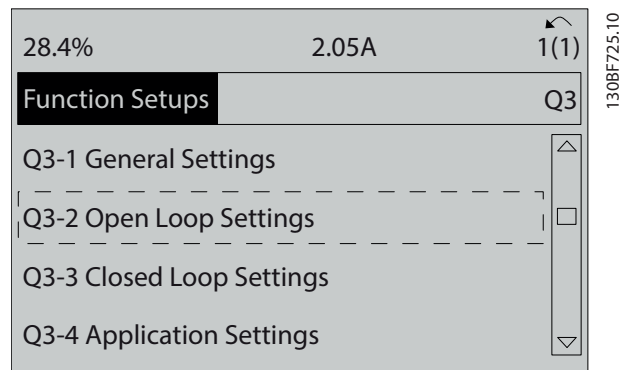 28.4% 2.05A 1(1)
Function Setups Q3
Q3-1 General Settings
Q3-2 Open Loop Settings
Q3-3 Closed Loop Settings
Q3-4 Application Settings
130BF725.10